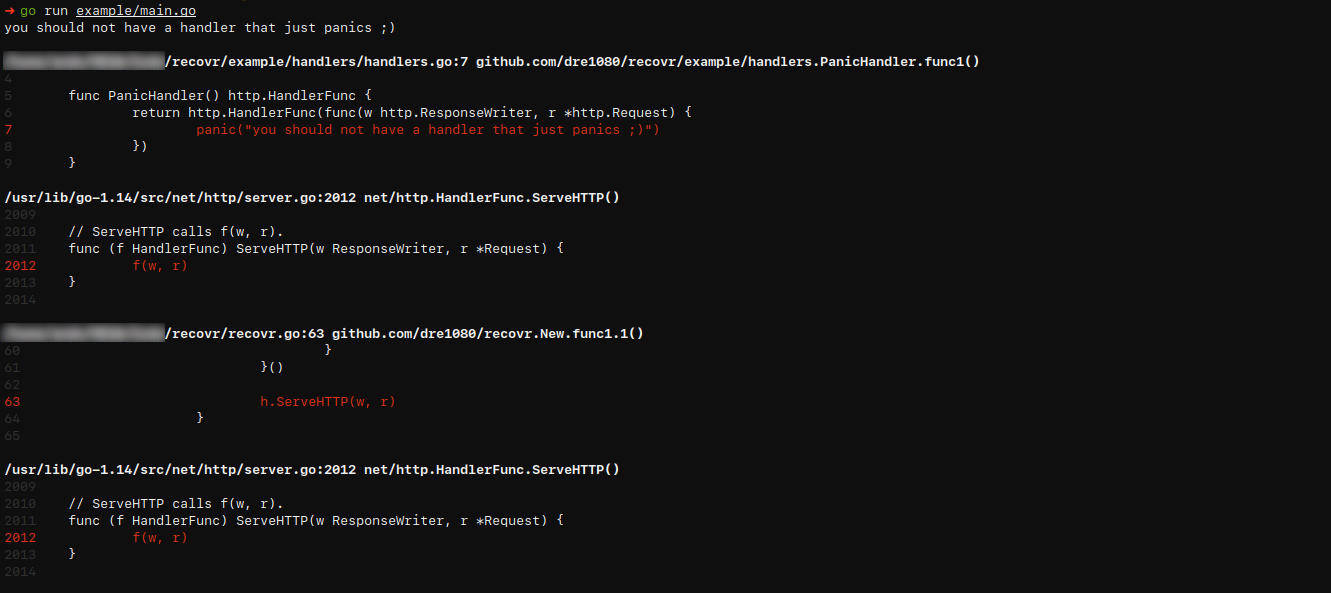 → go run example/main.go
you should not have a handler that just panics ;)
/recovr/example/handlers/handlers.go:7 github.com/dre1080/recovr/example/handlers.PanicHandler.func1()
4
5 func PanicHandler() http.HandlerFunc {
6 return http.HandlerFunc(func(w http.ResponseWriter, r *http.Request) {
7 panic("you should not have a handler that just panics ;)")
8 })
9 }
/usr/lib/go-1.14/src/net/http/server.go:2012 net/http.HandlerFunc.ServeHTTP()
2009
2010 // ServeHTTP calls f(w, r).
2011 func (f HandlerFunc) ServeHTTP(w ResponseWriter, r *Request) {
2012 f(w, r)
2013 }
2014
/recovr/recovr.go:63 github.com/dre1080/recovr.New.func1.1()
60 }
61 }()
62
63 h.ServeHTTP(w, r)
64 }
65
/usr/lib/go-1.14/src/net/http/server.go:2012 net/http.HandlerFunc.ServeHTTP()
2009
2010 // ServeHTTP calls f(w, r).
2011 func (f HandlerFunc) ServeHTTP(w ResponseWriter, r *Request) {
2012 f(w, r)
2013 }
2014